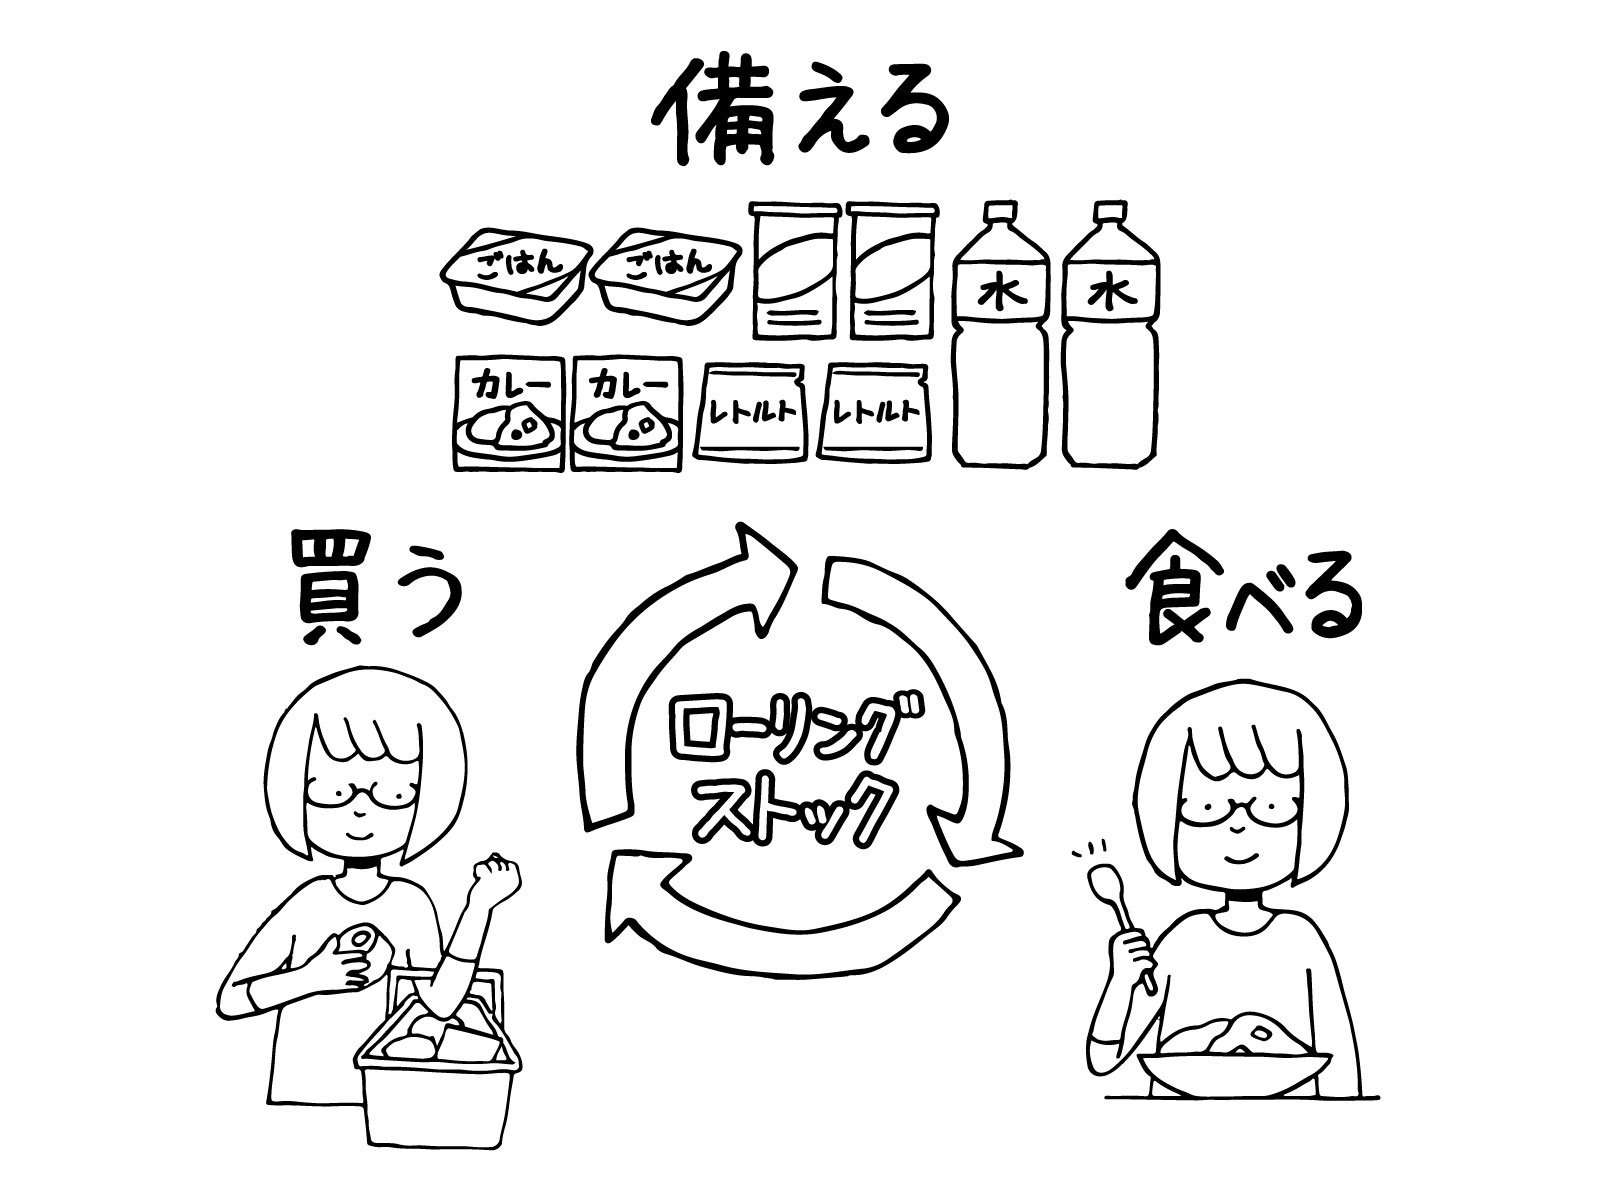 備える
ごはん ごはん
水 水
カレー カレー
レトルト レトルト
買う
食べる
ローリング
ストック